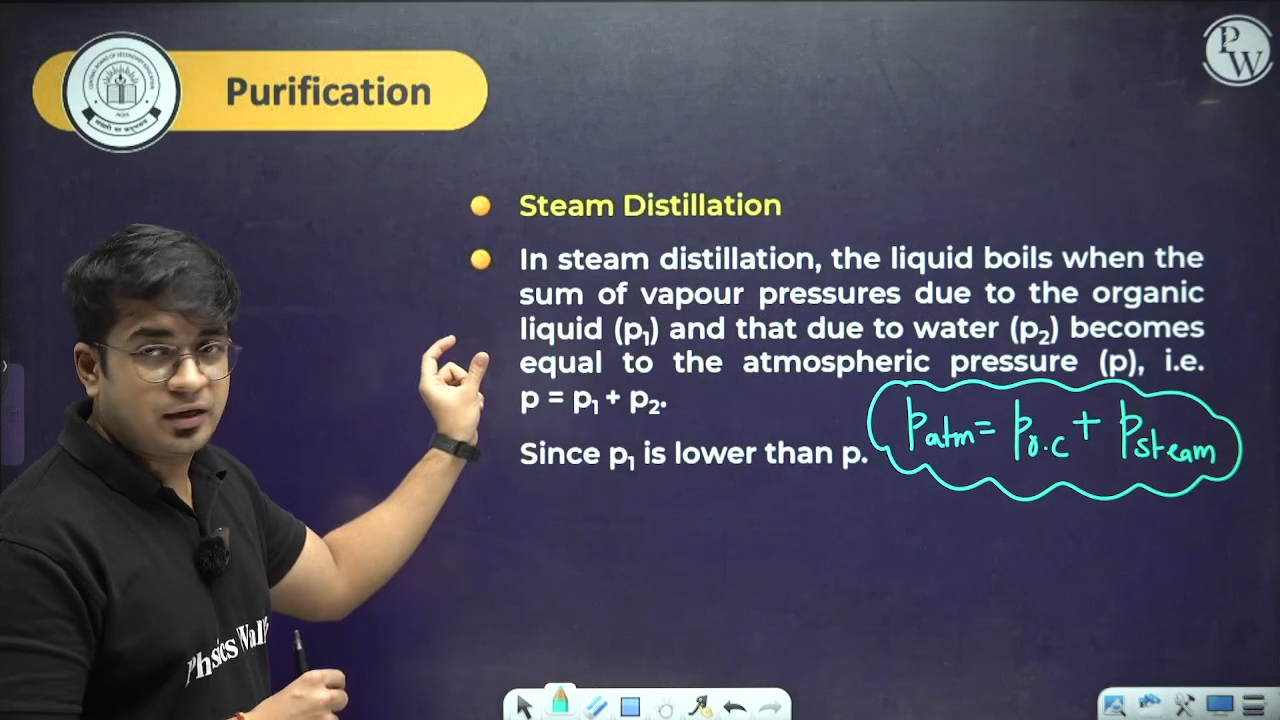 Purification
PW
Steam Distillation
In steam distillation, the liquid boils when the
sum of vapour pressures due to the organic
liquid (p₁) and that due to water (p₂) becomes
equal to the atmospheric pressure (p), i.e.
p = p₁ + p₂.
Since p₁ is lower than p.
Patm = Po.c + Psteam